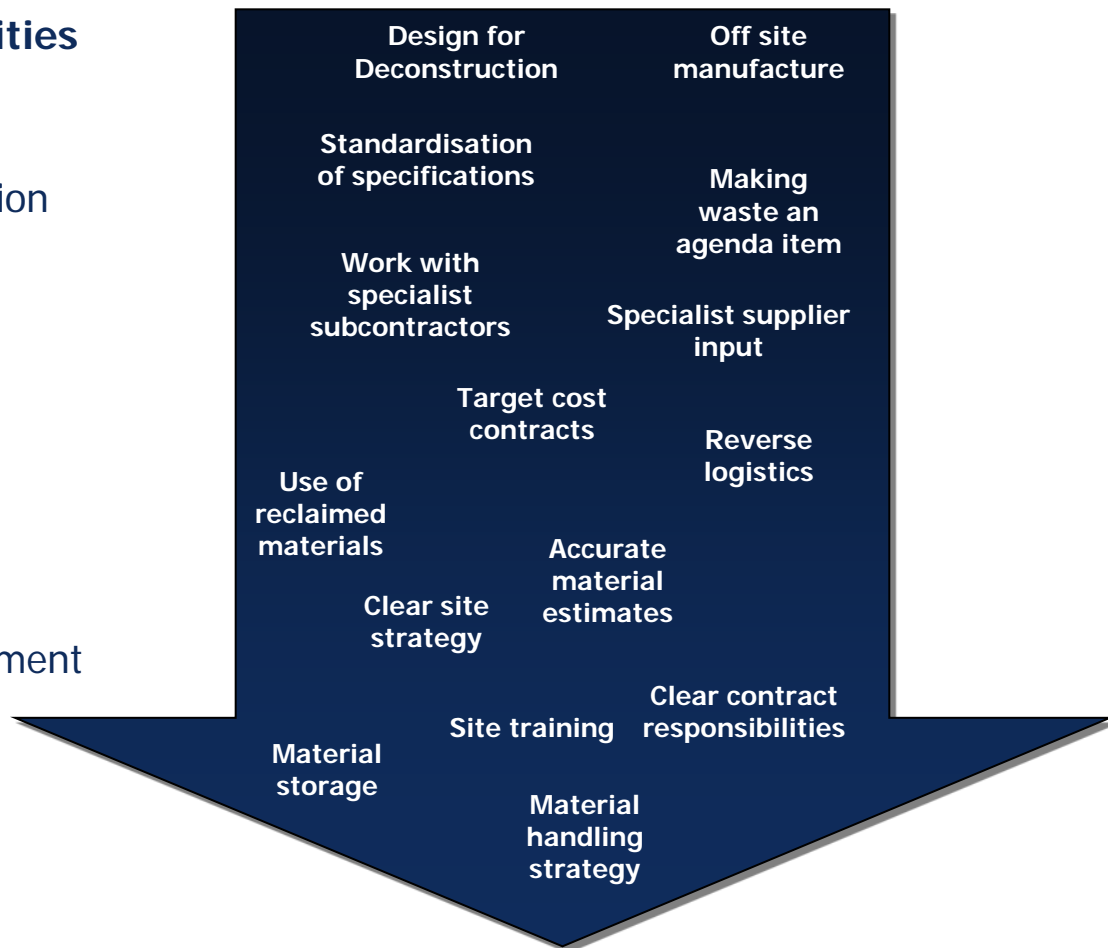 ities
Design for
Deconstruction
Off site
manufacture
Standardisation
of specifications
tion
Making
waste an
agenda item
Work with
specialist
subcontractors
Specialist supplier
input
Target cost
contracts
Reverse
logistics
Use of
reclaimed
materials
Accurate
material
estimates
Clear site
strategy
ment
Clear contract
responsibilities
Site training
Material
storage
Material
handling
strategy